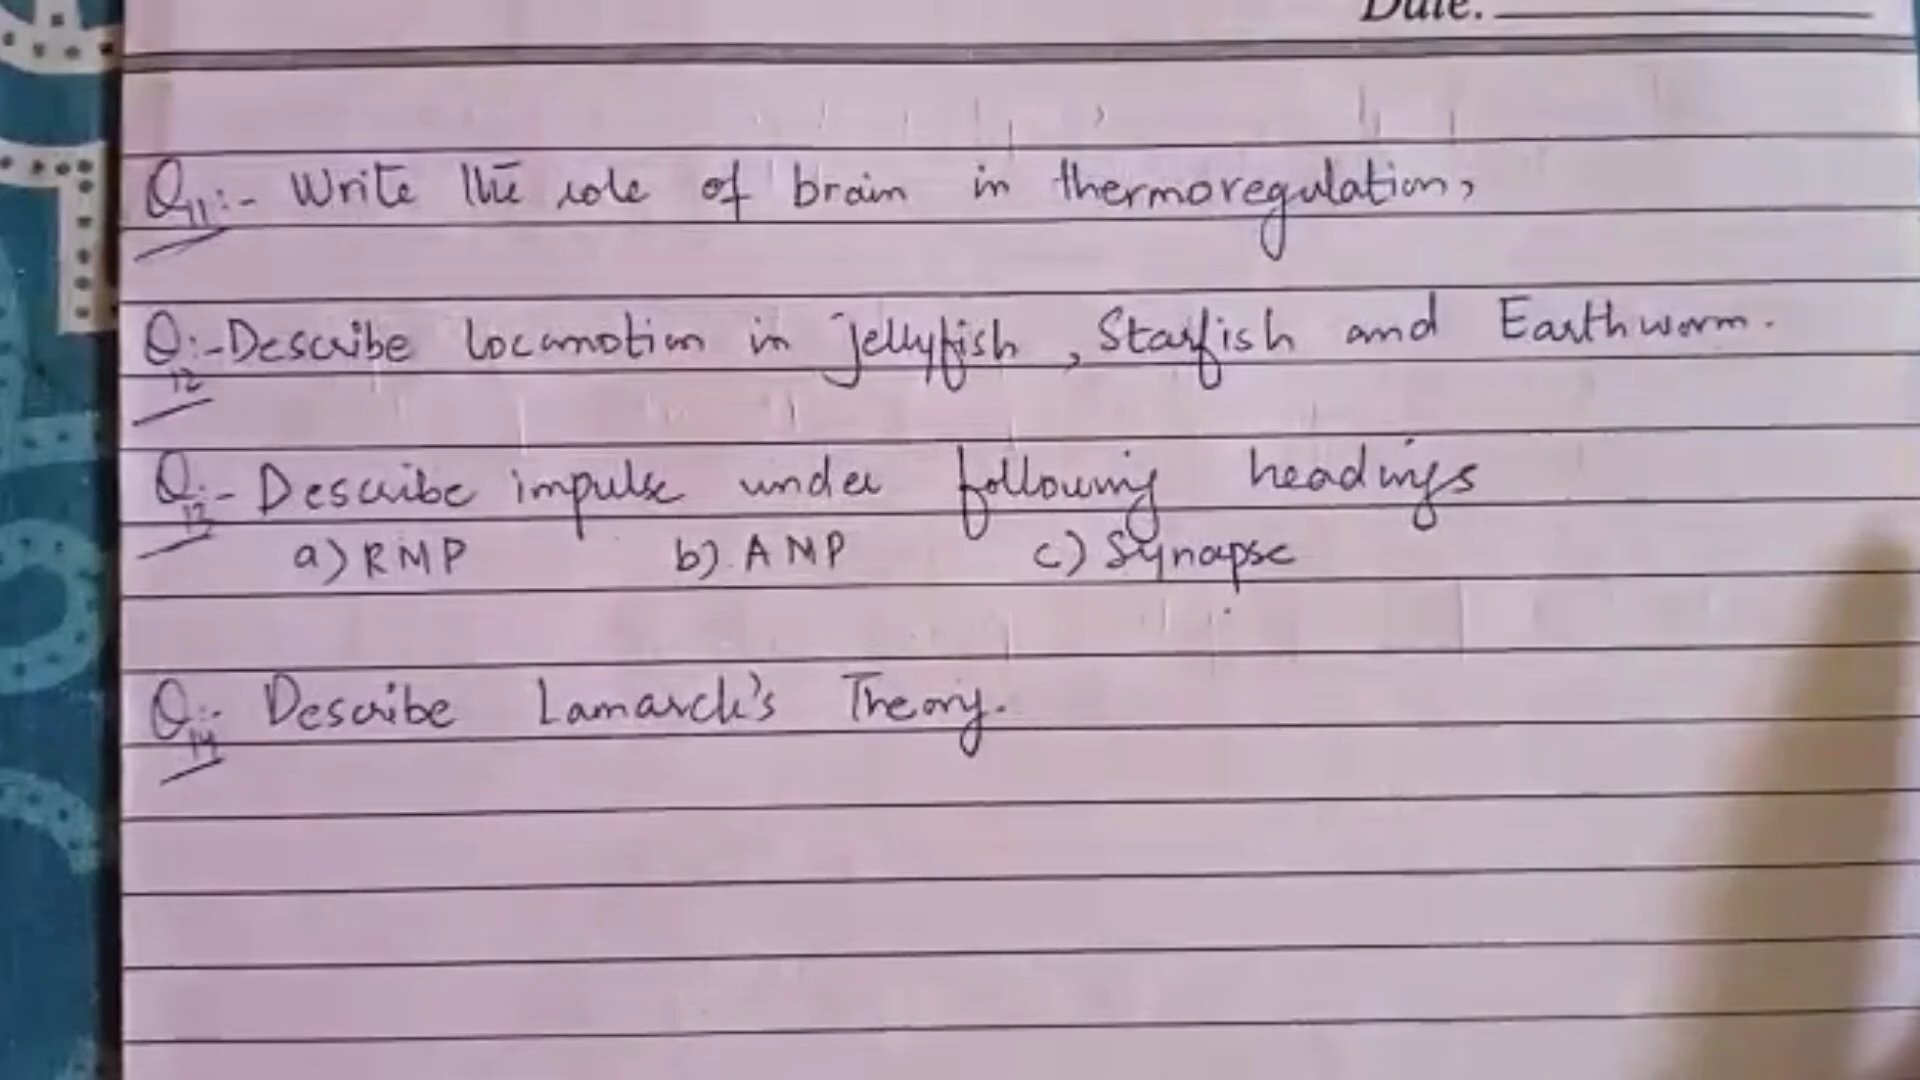 Date:
Q11:- Write the role of brain in thermoregulation,
Q12:- Describe locomotion in jellyfish, Starfish and Earthworm.
Q13:- Describe impulse under following headings
a) RMP b) AMP c) Synapse
Q14:- Describe Lamarck's Theory.